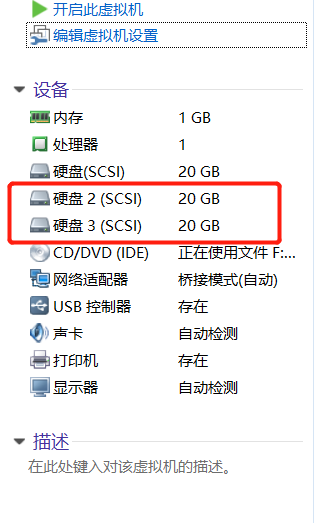 开启此虚拟机
编辑虚拟机设置
设备
内存 1 GB
处理器 1
硬盘(SCSI) 20 GB
硬盘 2 (SCSI) 20 GB
硬盘 3 (SCSI) 20 GB
CD/DVD (IDE) 正在使用文件 F:...
网络适配器 桥接模式(自动)
USB 控制器 存在
声卡 自动检测
打印机 存在
显示器 自动检测
描述
在此处键入对该虚拟机的描述。